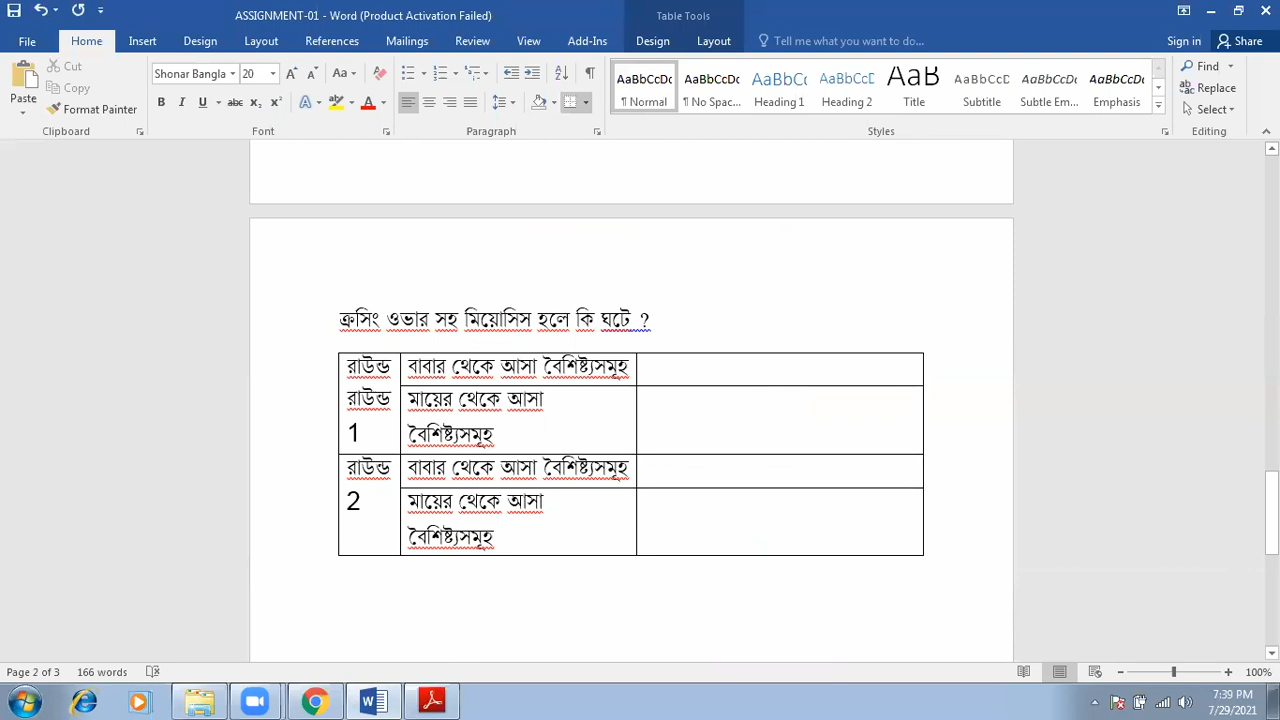 ASSIGNMENT-01 - Word (Product Activation Failed)
Table Tools
File Home Insert Design Layout References Mailings Review View Add-Ins Design Layout Tell me what you want to do... Sign in Share
Cut
Copy
Format Painter
Paste
Shonar Bangla 20
AaBbCcDc AaBbCcDc AaBbCc AaBbCcD AaB AaBbCcD AaBbCcDc AaBbCcDc
¶ Normal ¶ No Spac... Heading 1 Heading 2 Title Subtitle Subtle Em... Emphasis
Find
Replace
Select
Clipboard Font Paragraph Styles Editing
ক্রসিং ওভার সহ মিয়োসিস হলে কি ঘটে ?
রাউন্ড বাবার থেকে আসা বৈশিষ্ট্যসমূহ
রাউন্ড মায়ের থেকে আসা
1 বৈশিষ্ট্যসমূহ
রাউন্ড বাবার থেকে আসা বৈশিষ্ট্যসমূহ
2 মায়ের থেকে আসা
বৈশিষ্ট্যসমূহ
Page 2 of 3 166 words 100%
7:39 PM
7/29/2021